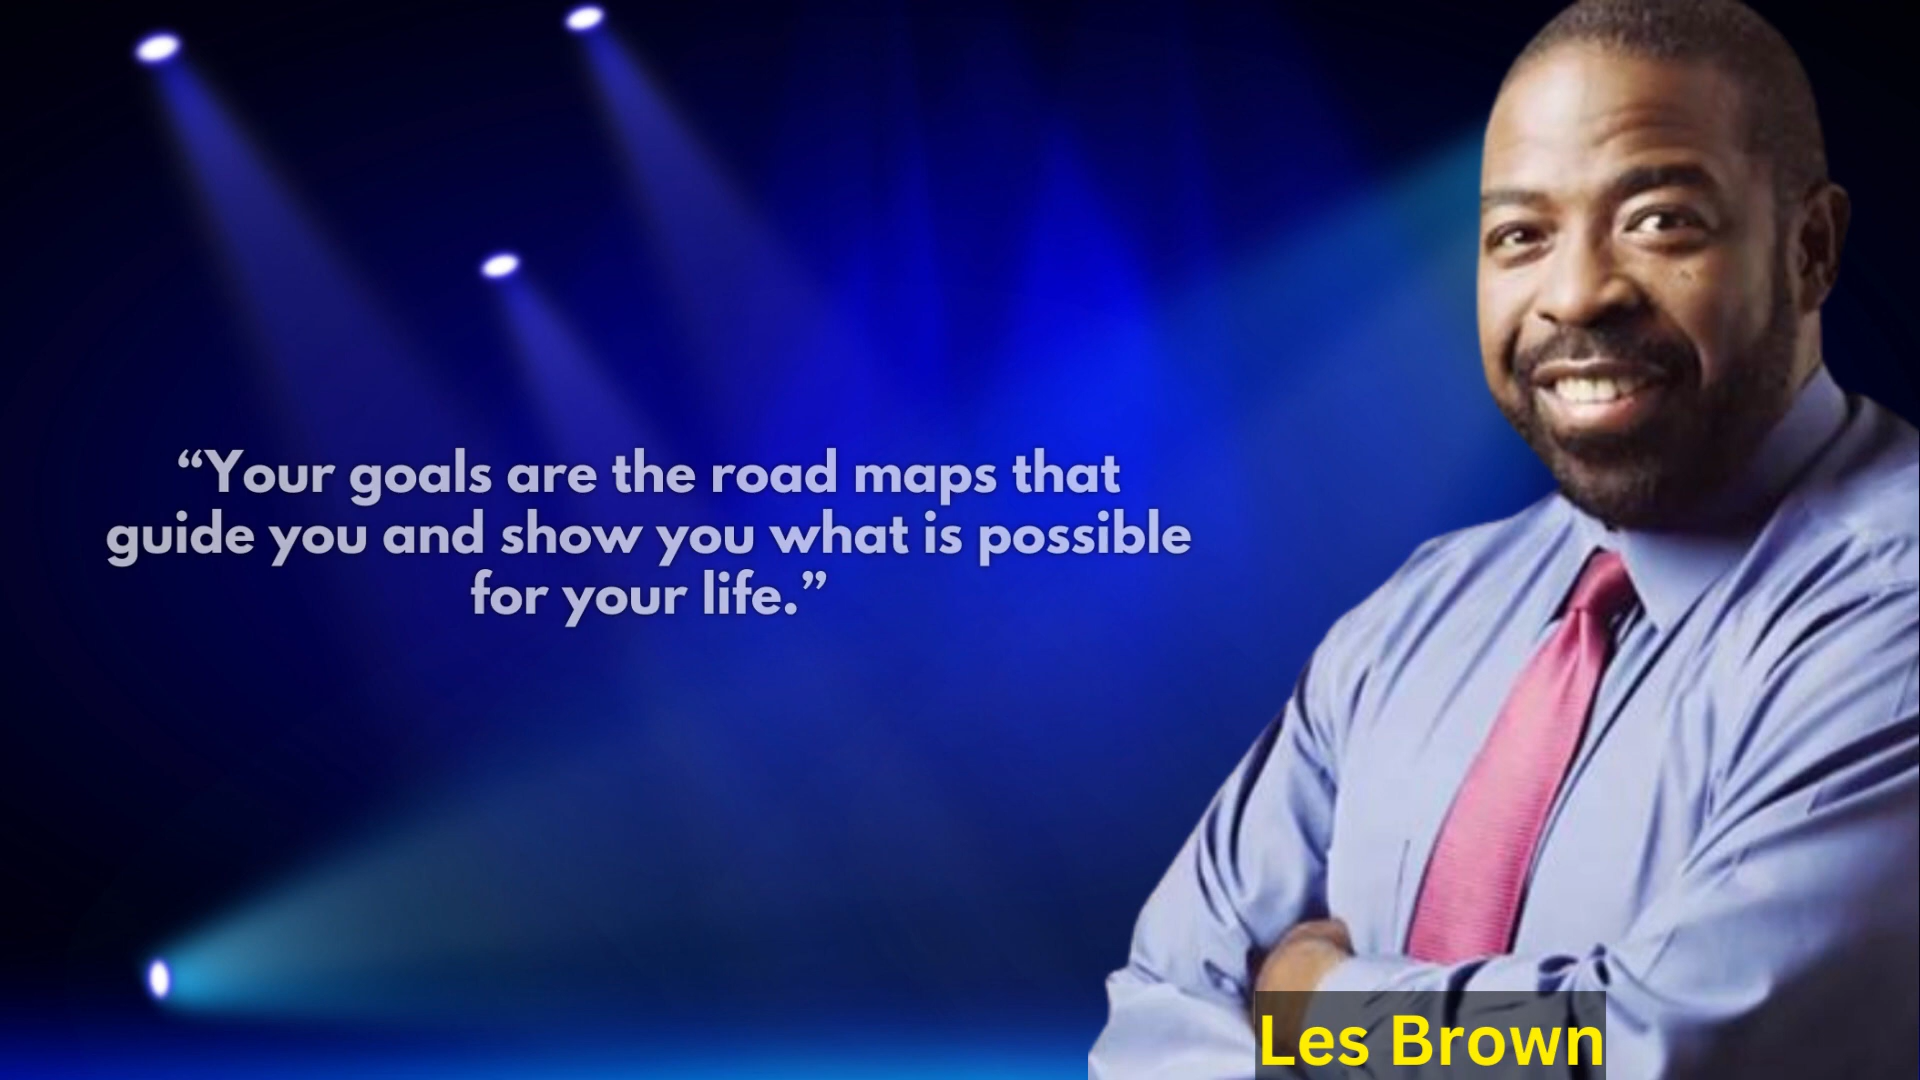 “Your goals are the road maps that
guide you and show you what is possible
for your life.”
Les Brown